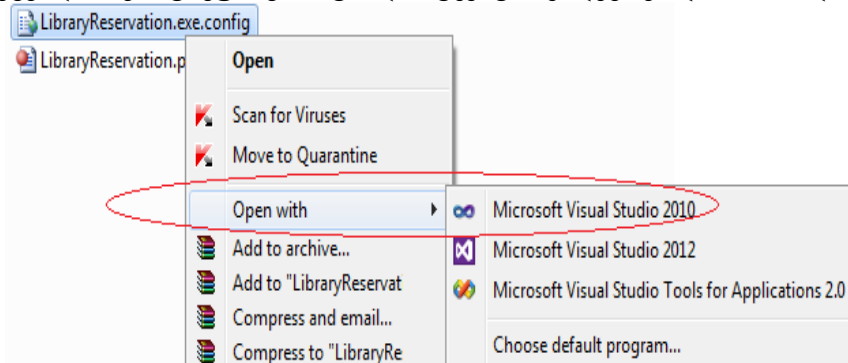 LibraryReservation.exe.config
LibraryReservation.p
Open
Scan for Viruses
Move to Quarantine
Open with
Microsoft Visual Studio 2010
Add to archive...
Microsoft Visual Studio 2012
Add to "LibraryReservat
Microsoft Visual Studio Tools for Applications 2.0
Compress and email...
Compress to "LibraryRe
Choose default program...